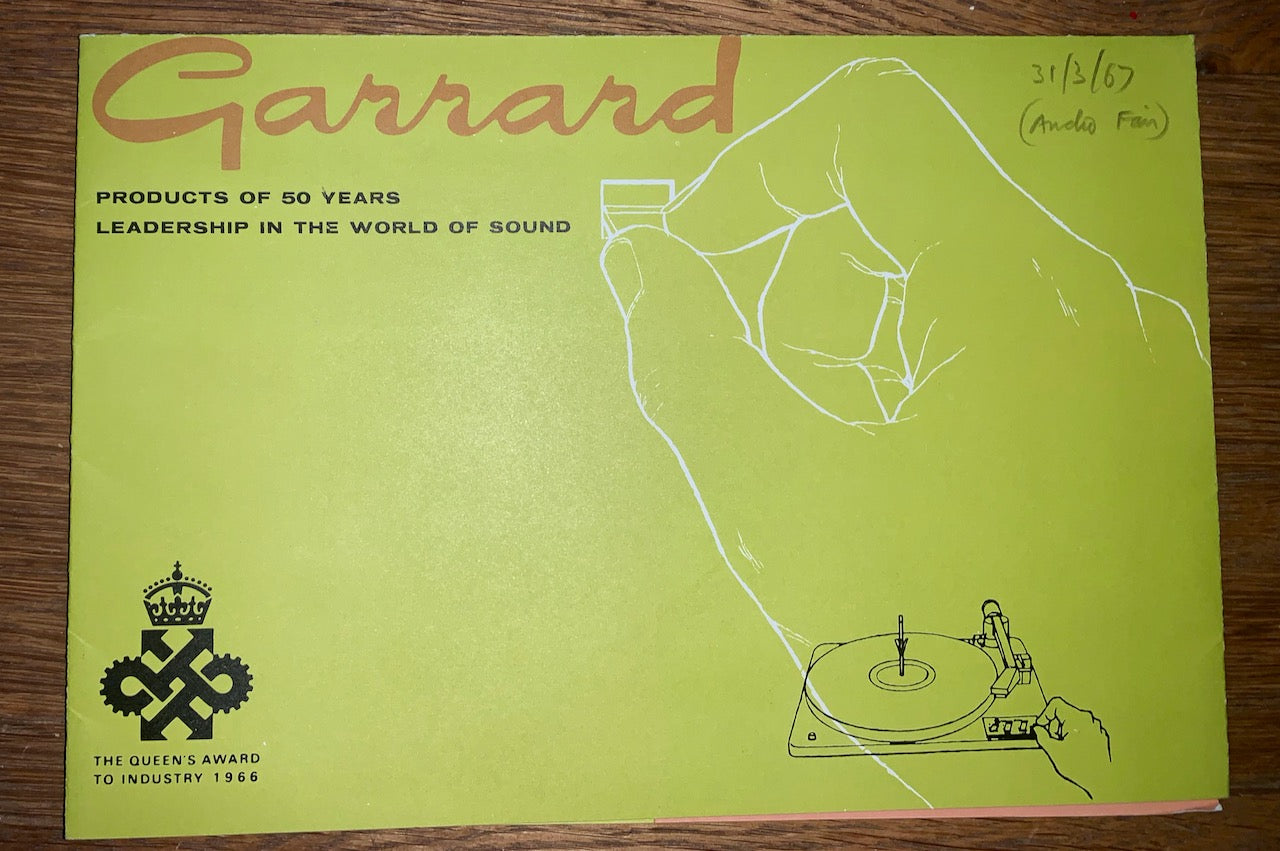 Garrard
31/3/67
(Audio Fair)
PRODUCTS OF 50 YEARS
LEADERSHIP IN THE WORLD OF SOUND
THE QUEEN'S AWARD
TO INDUSTRY 1966